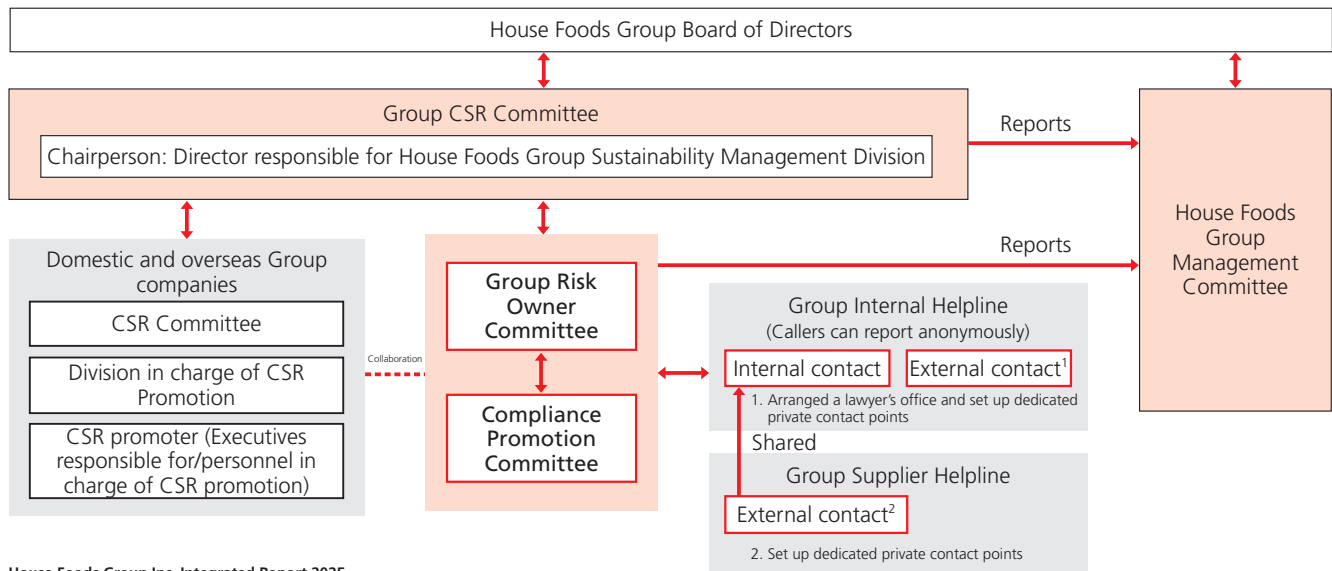 House Foods Group Board of Directors
Group CSR Committee
Chairperson: Director responsible for House Foods Group Sustainability Management Division
Reports
House Foods
Group
Management
Committee
Reports
Domestic and overseas Group
companies
CSR Committee
Division in charge of CSR
Promotion
CSR promoter (Executives
responsible for/personnel in
charge of CSR promotion)
Collaboration
Group Risk
Owner
Committee
Compliance
Promotion
Committee
Group Internal Helpline
(Callers can report anonymously)
Internal contact
External contact1
1. Arranged a lawyer's office and set up dedicated
private contact points
Shared
Group Supplier Helpline
External contact2
2. Set up dedicated private contact points